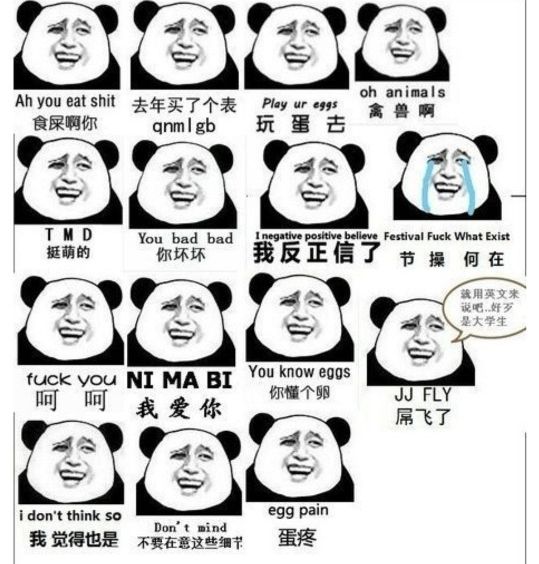 Ah you eat shit
食屎啊你
去年买了个表
qnmlgb
Play ur eggs
玩 蛋 去
oh animals
禽 兽 啊
T M D
挺萌的
You bad bad
你坏坏
I negative positive believe
我反正信了
Festival Fuck What Exist
节 操 何 在
fuck you
呵 呵
NI MA BI
我 爱 你
You know eggs
你懂个卵
就用英文来
说吧..好歹
是大学生
JJ FLY
屌飞了
i don't think so
我 觉得也是
Don't mind
不要在意这些细节
egg pain
蛋疼